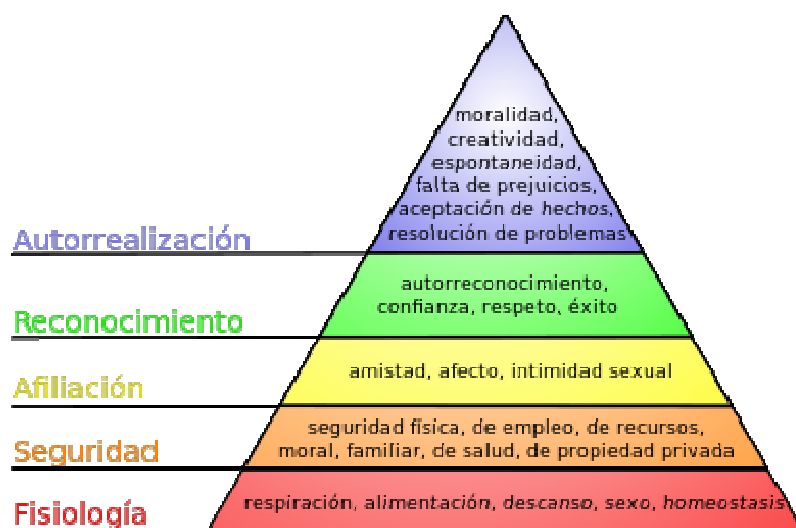 moralidad,
creatividad,
espontaneidad,
falta de prejuicios,
aceptación de hechos,
resolución de problemas
Autorrealización
autorreconocimiento,
confianza, respeto, éxito
Reconocimiento
amistad, afecto, intimidad sexual
Afiliación
seguridad física, de empleo, de recursos,
moral, familiar, de salud, de propiedad privada
Seguridad
respiración, alimentación, descanso, sexo, homeostasis
Fisiología